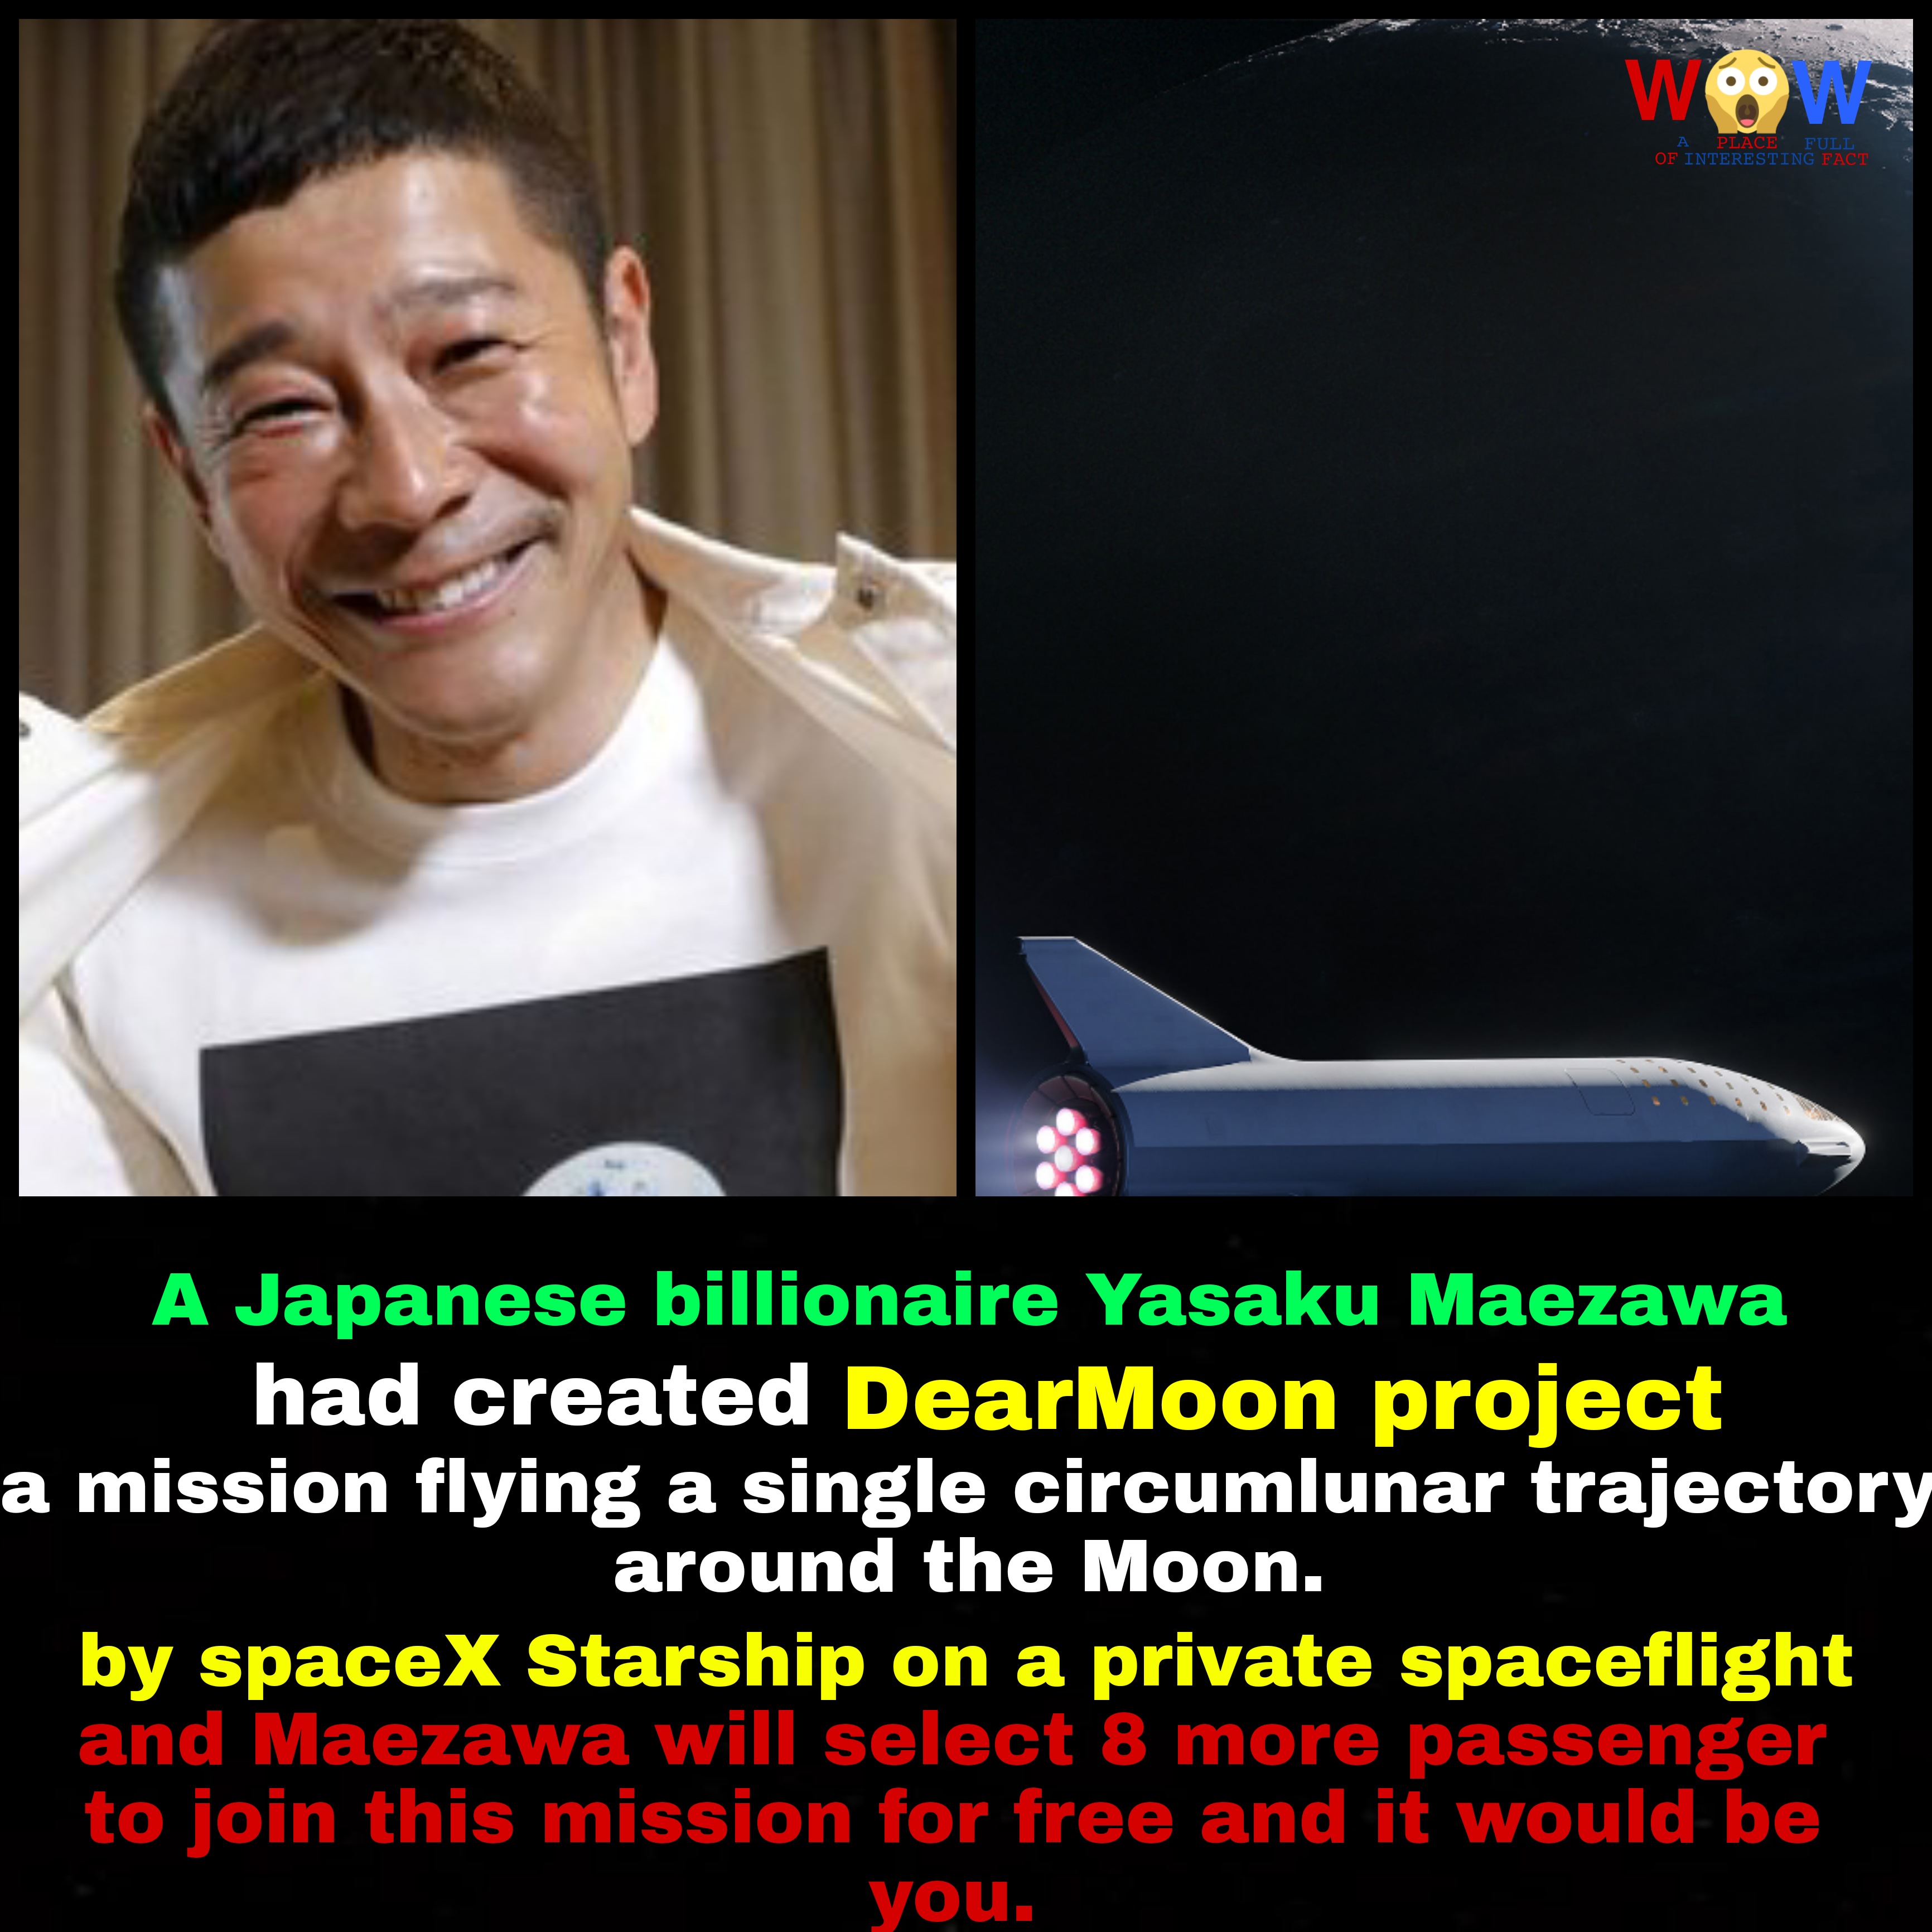 W😱W
A PLACE FULL
OF INTERESTING FACT
A Japanese billionaire Yasaku Maezawa
had created DearMoon project
a mission flying a single circumlunar trajectory
around the Moon.
by spaceX Starship on a private spaceflight
and Maezawa will select 8 more passenger
to join this mission for free and it would be
you.